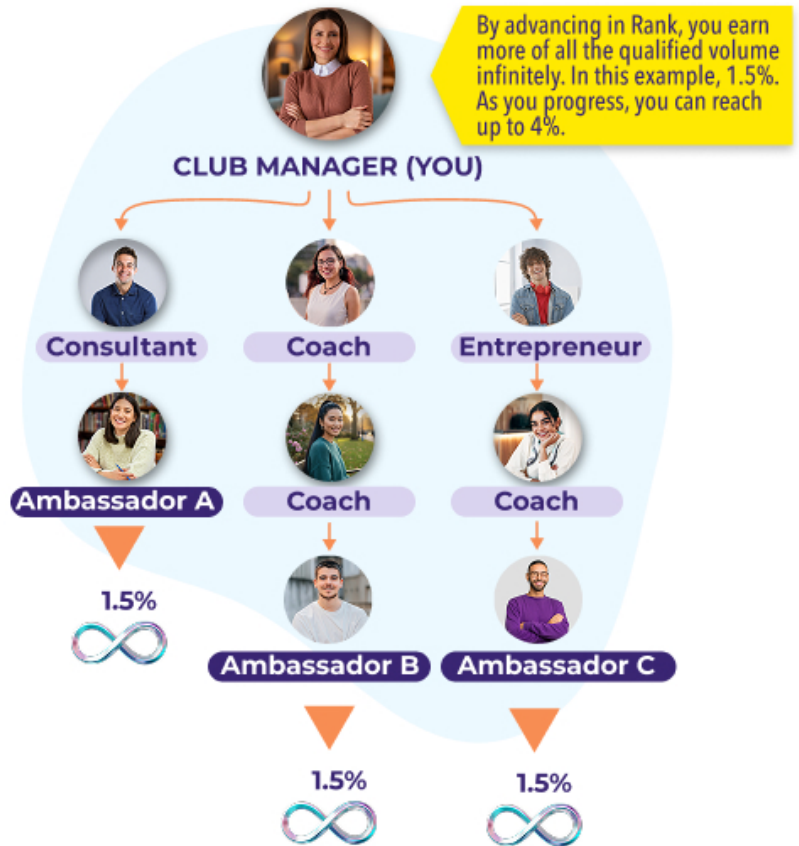 By advancing in Rank, you earn
more of all the qualified volume
infinitely. In this example, 1.5%.
As you progress, you can reach
up to 4%.
CLUB MANAGER (YOU)
Consultant
Coach
Entrepreneur
Ambassador A
Coach
Coach
1.5%
Ambassador B
Ambassador C
1.5%
1.5%